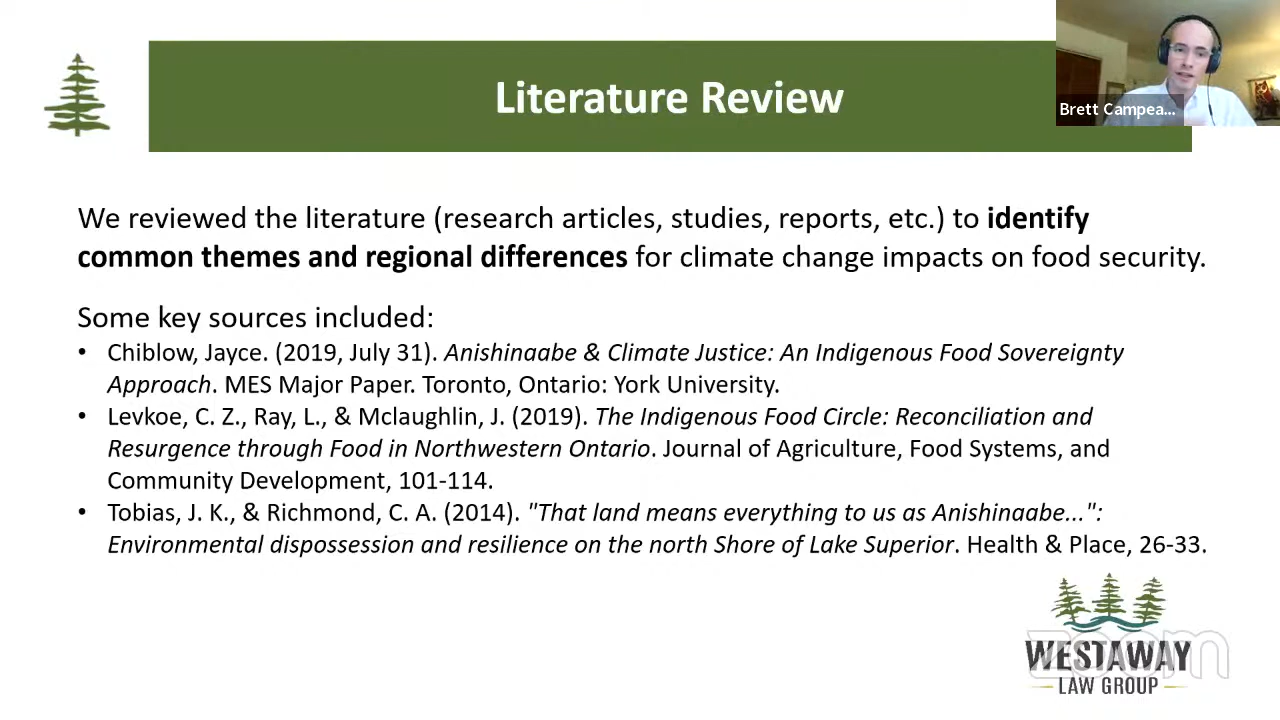 Literature Review
Brett Campea...
We reviewed the literature (research articles, studies, reports, etc.) to identify
common themes and regional differences for climate change impacts on food security.
Some key sources included:
• Chiblow, Jayce. (2019, July 31). Anishinaabe & Climate Justice: An Indigenous Food Sovereignty
Approach. MES Major Paper. Toronto, Ontario: York University.
• Levkoe, C. Z., Ray, L., & Mclaughlin, J. (2019). The Indigenous Food Circle: Reconciliation and
Resurgence through Food in Northwestern Ontario. Journal of Agriculture, Food Systems, and
Community Development, 101-114.
• Tobias, J. K., & Richmond, C. A. (2014). "That land means everything to us as Anishinaabe...":
Environmental dispossession and resilience on the north Shore of Lake Superior. Health & Place, 26-33.
WESTAWAY
zoom
LAW GROUP